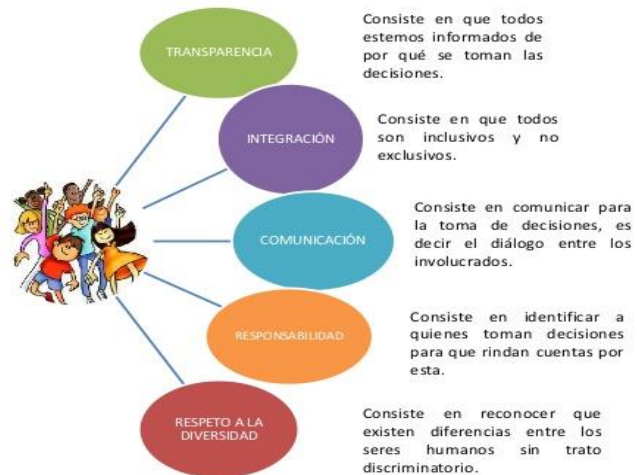 TRANSPARENCIA
Consiste en que todos
estemos informados de
por qué se toman las
decisiones.
INTEGRACIÓN
Consiste en que todos
son inclusivos y no
exclusivos.
COMUNICACIÓN
Consiste en comunicar para
la toma de decisiones, es
decir el diálogo entre los
involucrados.
RESPONSABILIDAD
Consiste en identificar a
quienes toman decisiones
para que rindan cuentas por
esta.
RESPETO A LA
DIVERSIDAD
Consiste en reconocer que
existen diferencias entre los
seres humanos sin trato
discriminatorio.